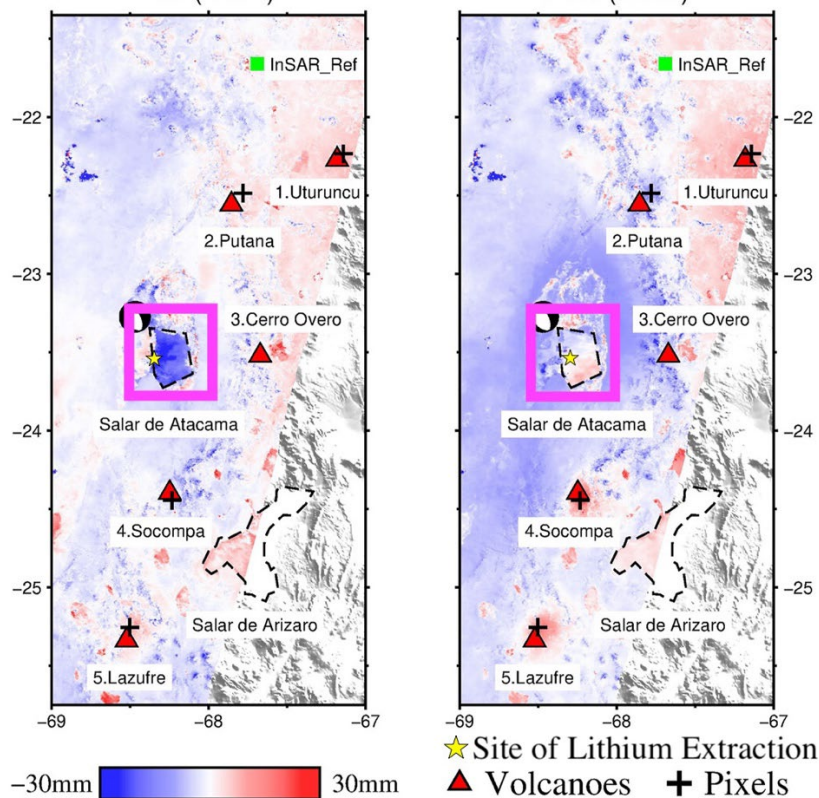 InSAR_Ref
InSAR_Ref
−22
−22
1.Uturuncu
1.Uturuncu
2.Putana
2.Putana
−23
−23
3.Cerro Overo
3.Cerro Overo
−24
−24
Salar de Atacama
Salar de Atacama
4.Socompa
4.Socompa
−25
−25
Salar de Arizaro
Salar de Arizaro
5.Lazufre
5.Lazufre
−69 −68 −67
−69 −68 −67
Site of Lithium Extraction
−30mm 30mm
Volcanoes Pixels